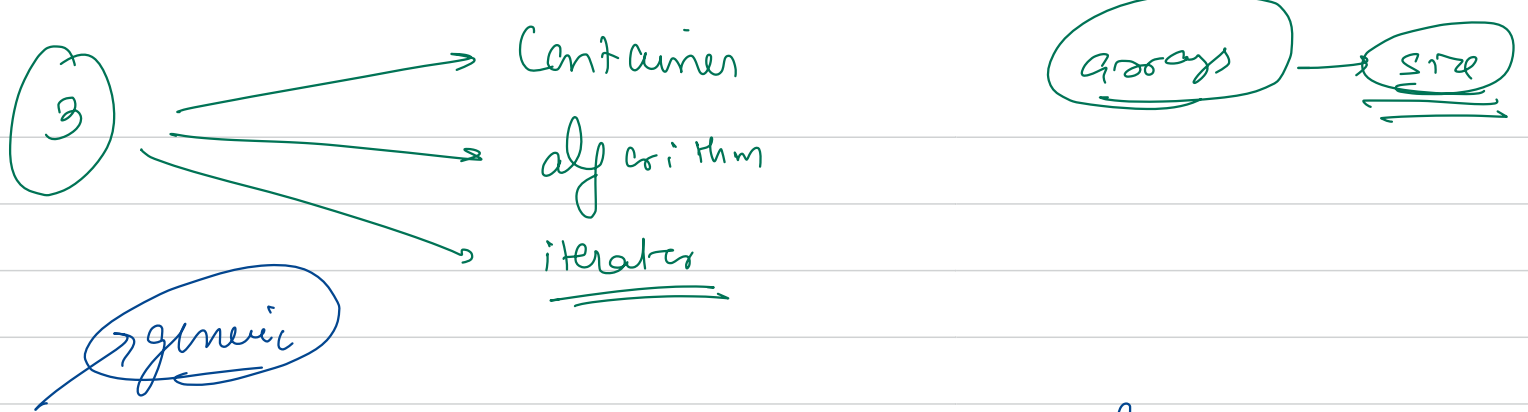 3
Container
arrays
size
algorithm
iterator
generic